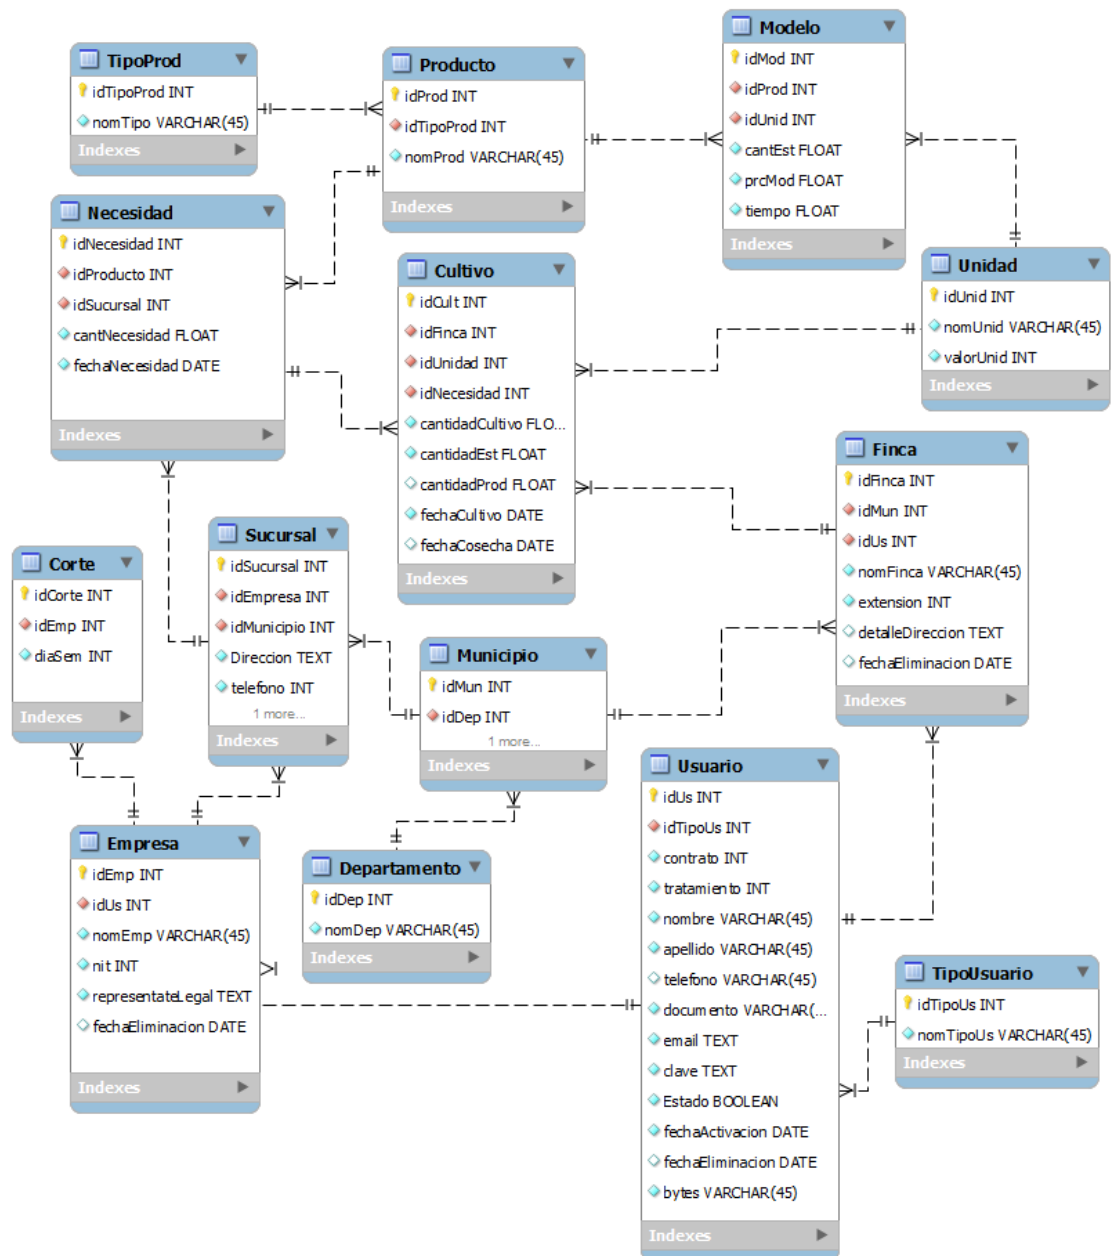 TipoProd
idTipoProd INT
nomTipo VARCHAR(45)
Indexes
Producto
idProd INT
idTipoProd INT
nomProd VARCHAR(45)
Indexes
Modelo
idMod INT
idProd INT
idUnid INT
cantEst FLOAT
prcMod FLOAT
tiempo FLOAT
Indexes
Necesidad
idNecesidad INT
idProducto INT
idSucursal INT
cantNecesidad FLOAT
fechaNecesidad DATE
Indexes
Cultivo
idCult INT
idFinca INT
idUnidad INT
idNecesidad INT
cantidadCultivo FLO...
cantidadEst FLOAT
cantidadProd FLOAT
fechaCultivo DATE
fechaCosecha DATE
Indexes
Unidad
idUnid INT
nomUnid VARCHAR(45)
valorUnid INT
Indexes
Finca
idFinca INT
idMun INT
idUs INT
nomFinca VARCHAR(45)
extension INT
detalleDireccion TEXT
fechaEliminacion DATE
Indexes
Corte
idCorte INT
idEmp INT
diaSem INT
Indexes
Sucursal
idSucursal INT
idEmpresa INT
idMunicipio INT
Direccion TEXT
telefono INT
1 more...
Indexes
Municipio
idMun INT
idDep INT
1 more...
Indexes
Empresa
idEmp INT
idUs INT
nomEmp VARCHAR(45)
nit INT
representateLegal TEXT
fechaEliminacion DATE
Indexes
Departamento
idDep INT
nomDep VARCHAR(45)
Indexes
Usuario
idUs INT
idTipoUs INT
contrato INT
tratamiento INT
nombre VARCHAR(45)
apellido VARCHAR(45)
telefono VARCHAR(45)
documento VARCHAR(...
email TEXT
clave TEXT
Estado BOOLEAN
fechaActivacion DATE
fechaEliminacion DATE
bytes VARCHAR(45)
Indexes
TipoUsuario
idTipoUs INT
nomTipoUs VARCHAR(45)
Indexes